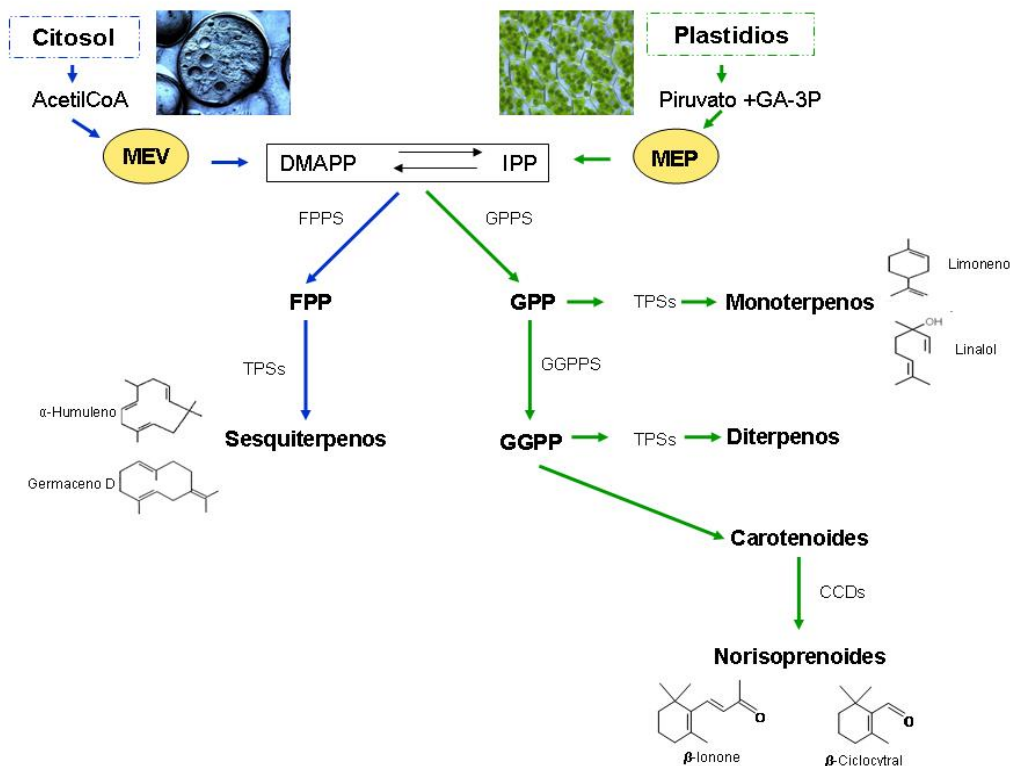 Citosol
Plastidios
AcetilCoA
Piruvato +GA-3P
MEV
DMAPP
IPP
MEP
FPPS
GPPS
Limoneno
FPP
GPP
TPSs
Monoterpenos
OH
Linalol
TPSs
GGPPS
α-Humuleno
Sesquiterpenos
GGPP
TPSs
Diterpenos
Germaceno D
Carotenoides
CCDs
Norisoprenoides
O
O
β-Ionone
β-Ciclocytral